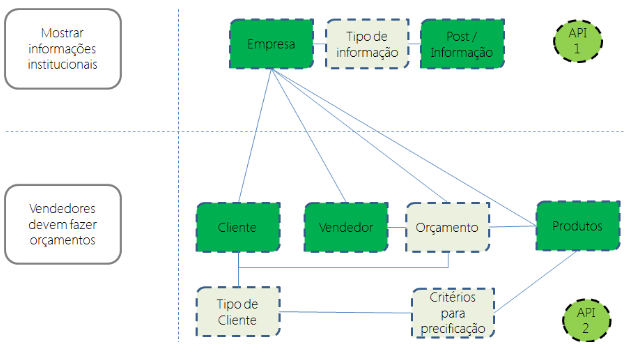 Mostrar
informações
institucionais
Empresa
Tipo de
informação
Post /
Informação
API
1
Vendedores
devem fazer
orçamentos
Cliente
Vendedor
Orçamento
Produtos
Tipo de
Cliente
Critérios
para
precificação
API
2